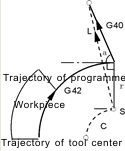 G40
L
α
Trajectory of programme
r
G42
Workpiece
S
C
Trajectory of tool center